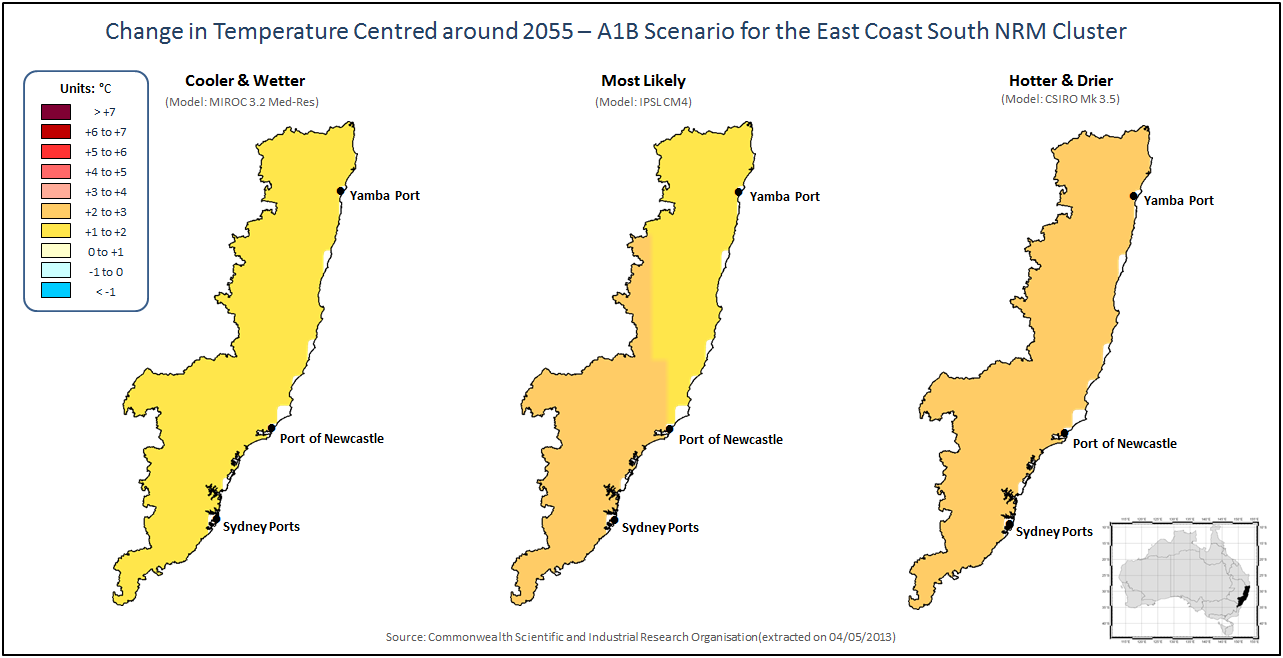 Change in Temperature Centred around 2055 – A1B Scenario for the East Coast South NRM Cluster
Units: °C
> +7
+6 to +7
+5 to +6
+4 to +5
+3 to +4
+2 to +3
+1 to +2
0 to +1
-1 to 0
< -1
Cooler & Wetter
(Model: MIROC 3.2 Med-Res)
Yamba Port
Port of Newcastle
Sydney Ports
Most Likely
(Model: IPSL CM4)
Yamba Port
Port of Newcastle
Sydney Ports
Hotter & Drier
(Model: CSIRO Mk 3.5)
Yamba Port
Port of Newcastle
Sydney Ports
Source: Commonwealth Scientific and Industrial Research Organisation(extracted on 04/05/2013)